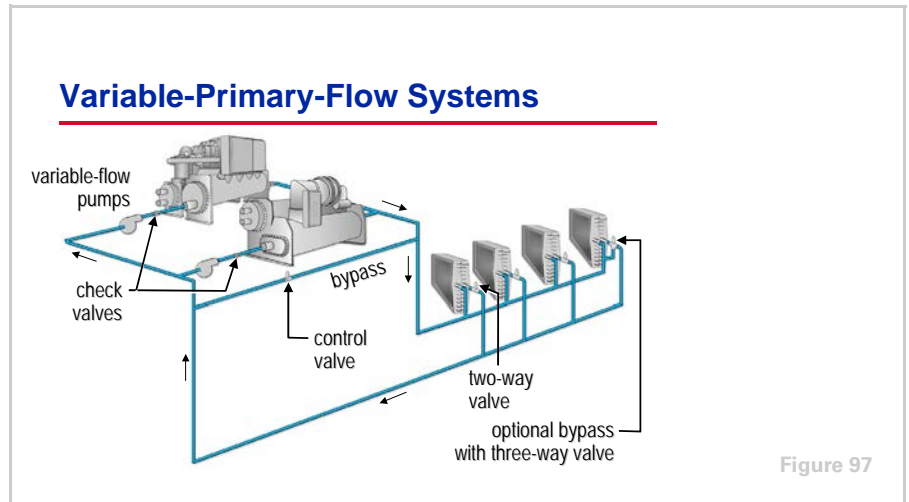 Variable-Primary-Flow Systems
variable-flow
pumps
check
valves
bypass
control
valve
two-way
valve
optional bypass
with three-way valve
Figure 97